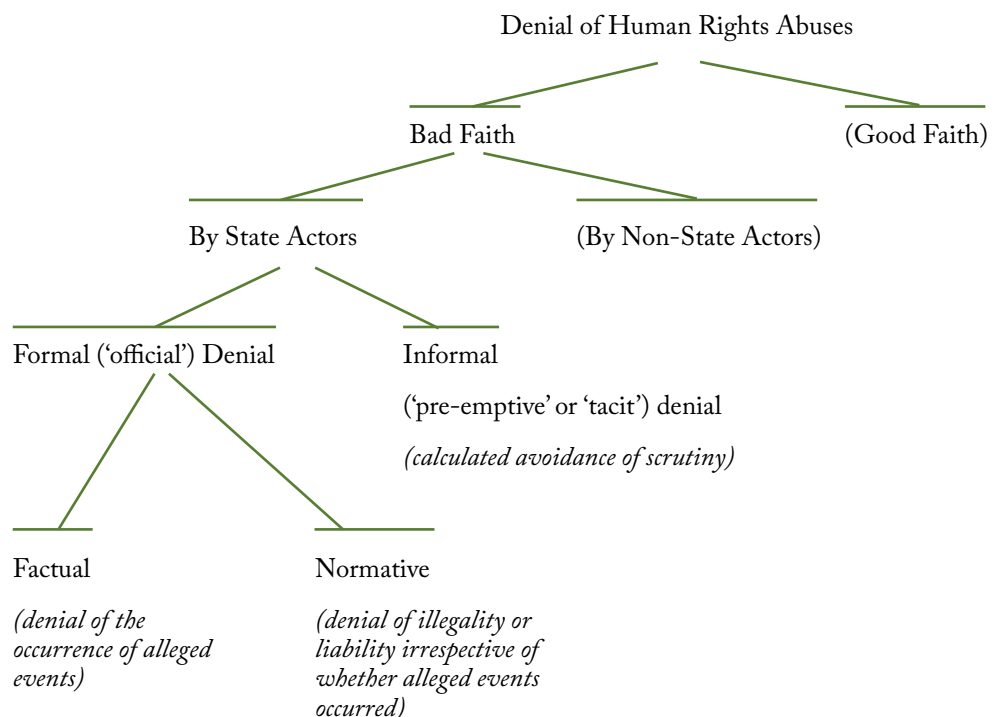 Denial of Human Rights Abuses
Bad Faith
(Good Faith)
By State Actors
(By Non-State Actors)
Formal (‘official’) Denial
Informal
(‘pre-emptive’ or ‘tacit’) denial
(calculated avoidance of scrutiny)
Factual
(denial of the
occurrence of alleged
events)
Normative
(denial of illegality or
liability irrespective of
whether alleged events
occurred)